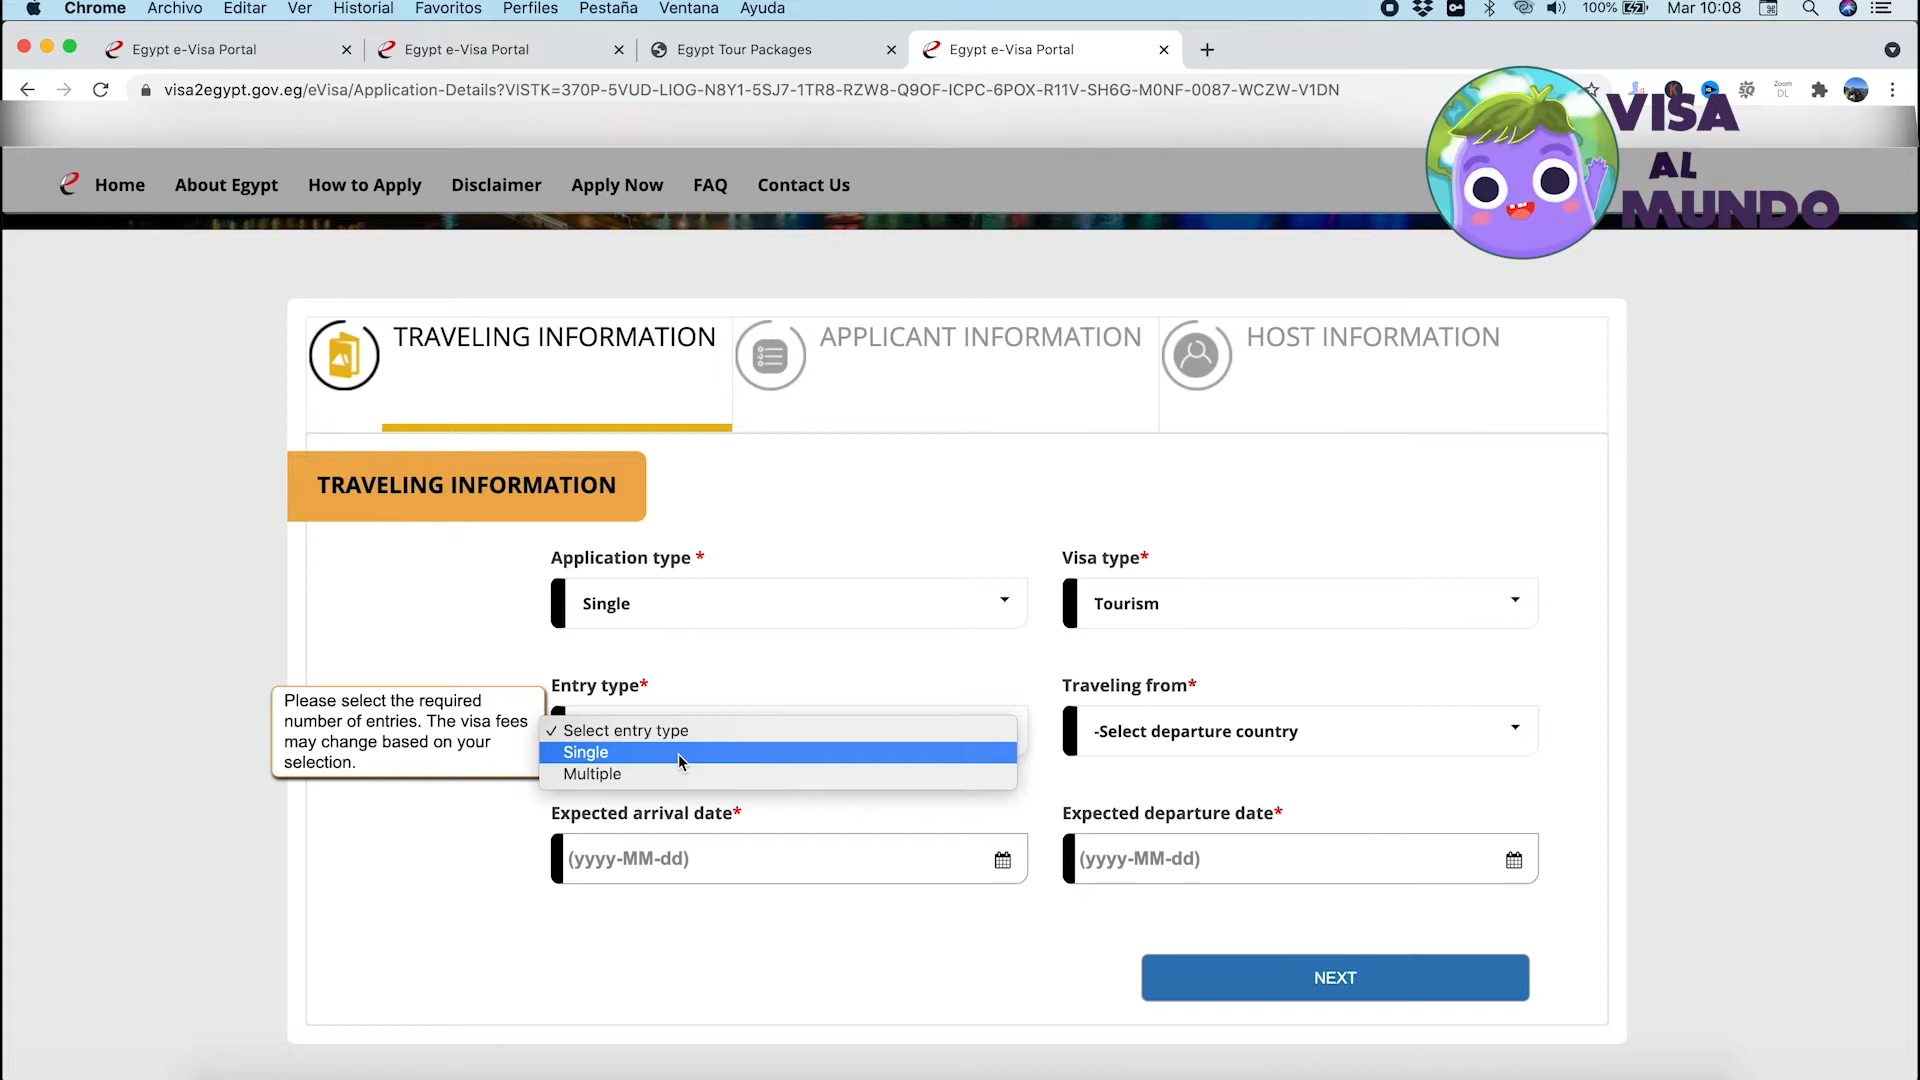 Chrome Archivo Editar Ver Historial Favoritos Perfiles Pestaña Ventana Ayuda 100% Mar 10:08
Egypt e-Visa Portal Egypt e-Visa Portal Egypt Tour Packages Egypt e-Visa Portal
visa2egypt.gov.eg/eVisa/Application-Details?VISTK=370P-5VUD-LIOG-N8Y1-5SJ7-1TR8-RZW8-Q9OF-ICPC-6POX-R11V-SH6G-M0NF-0087-WCZW-V1DN
Zoom
DL
VISA
AL
MUNDO
Home About Egypt How to Apply Disclaimer Apply Now FAQ Contact Us
TRAVELING INFORMATION APPLICANT INFORMATION HOST INFORMATION
TRAVELING INFORMATION
Application type * Visa type*
Single Tourism
Entry type* Traveling from*
Please select the required
number of entries. The visa fees
may change based on your
selection.
✓ Select entry type
Single
Multiple
-Select departure country
Expected arrival date* Expected departure date*
(yyyy-MM-dd) (yyyy-MM-dd)
NEXT